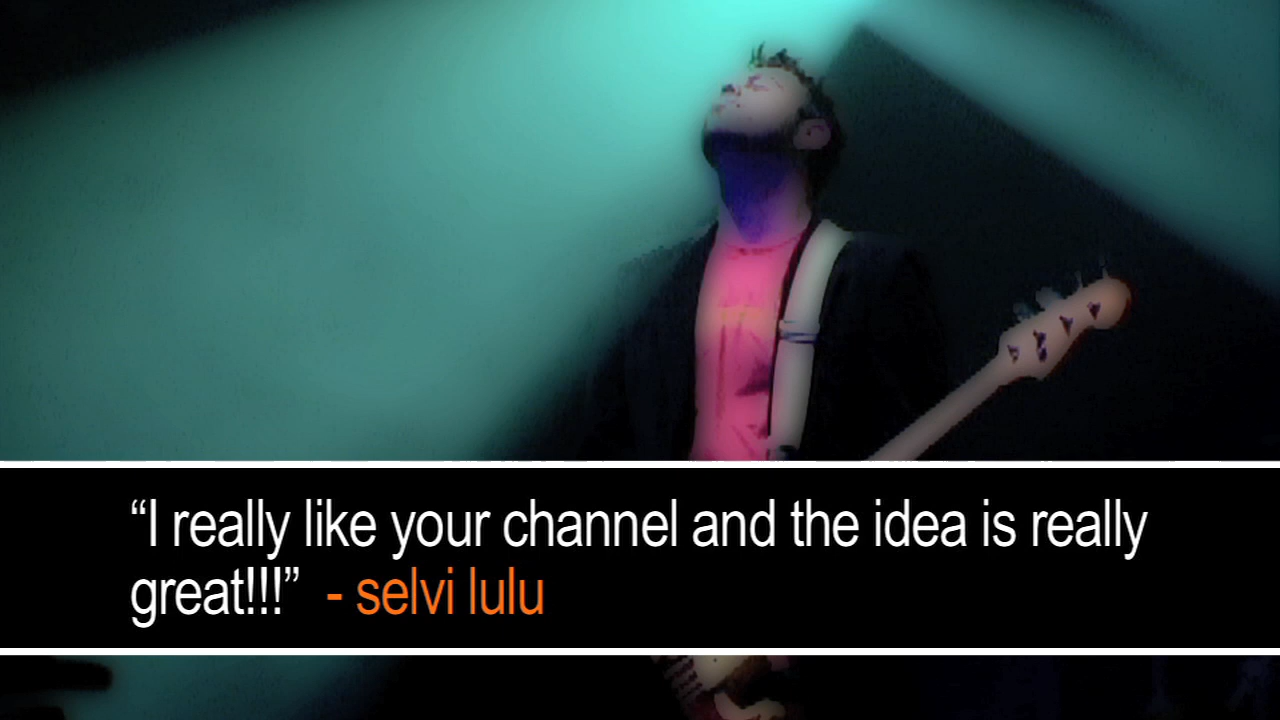 “I really like your channel and the idea is really
great!!!” - selvi lulu